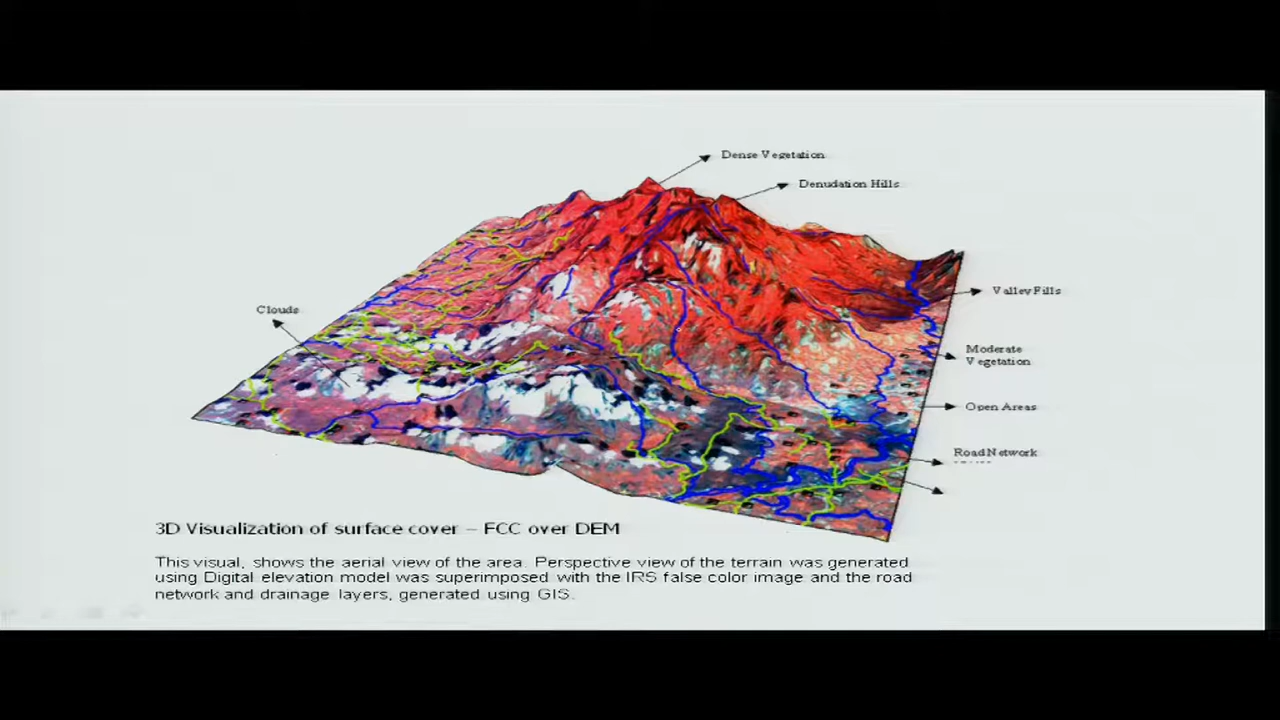 Dense Vegetation
Denudation Hills
Valley Fills
Clouds
Moderate
Vegetation
Open Areas
Road Network
3D Visualization of surface cover – FCC over DEM
This visual, shows the aerial view of the area. Perspective view of the terrain was generated
using Digital elevation model was superimposed with the IRS false color image and the road
network and drainage layers, generated using GIS.